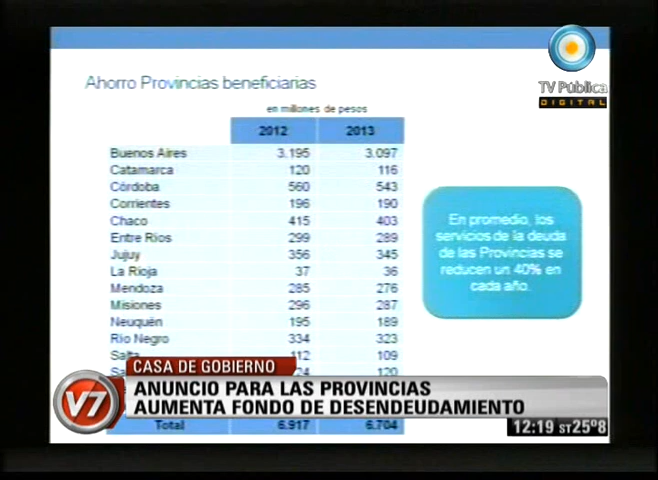 TV Pública
DIGITAL
Ahorro Provincias beneficiarias
en millones de pesos
2012 2013
Buenos Aires 3.195 3.097
Catamarca 120 116
Córdoba 560 543
Corrientes 196 190
Chaco 415 403
Entre Ríos 299 289
Jujuy 356 345
La Rioja 37 36
Mendoza 285 276
Misiones 296 287
Neuquén 195 189
Río Negro 334 323
Salta 112 109
120
Total 6.917 6.704
En promedio, los
servicios de la deuda
de las Provincias se
reducen un 40% en
cada año.
CASA DE GOBIERNO
V7
ANUNCIO PARA LAS PROVINCIAS
AUMENTA FONDO DE DESENDEUDAMIENTO
12:19 ST25º8